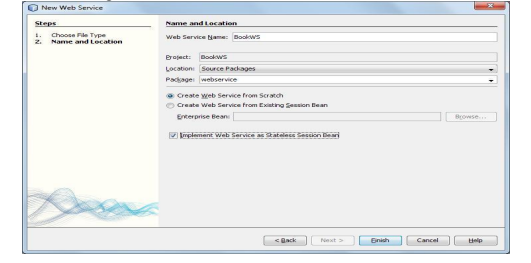 New Web Service
Steps
1. Choose File Type
2. Name and Location
Name and Location
Web Service Name: BookWS
Project: BookWS
Location: Source Packages
Package: webservice
Create Web Service from Scratch
Create Web Service from Existing Session Bean
Enterprise Bean:
Browse...
Implement Web Service as Stateless Session Bean
< Back Next > Finish Cancel Help